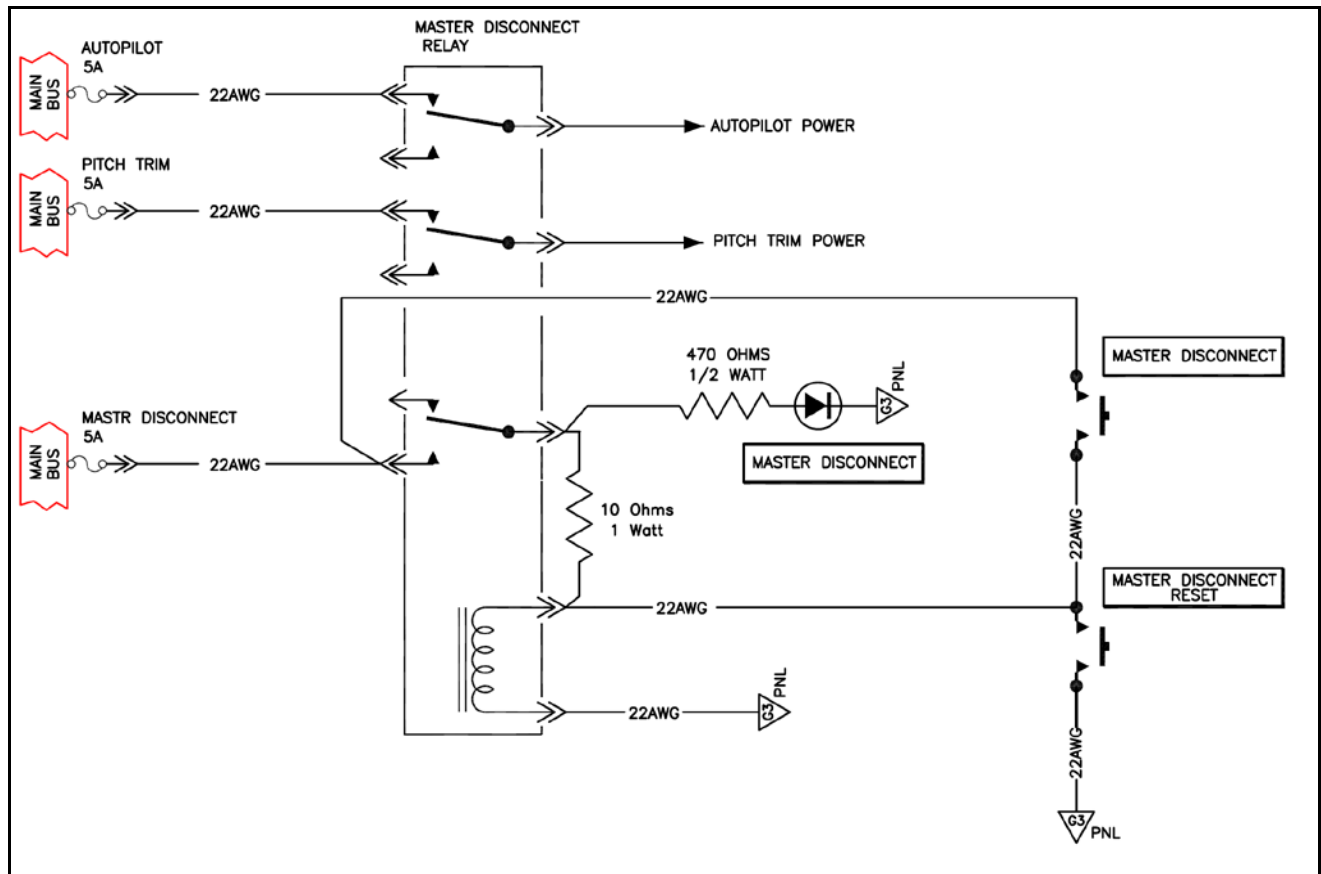 MASTER DISCONNECT
RELAY
AUTOPILOT
5A
MAIN
BUS
22AWG
AUTOPILOT POWER
PITCH TRIM
5A
MAIN
BUS
22AWG
PITCH TRIM POWER
22AWG
MASTER DISCONNECT
470 OHMS
1/2 WATT
G3
PNL
MASTR DISCONNECT
5A
MAIN
BUS
22AWG
MASTER DISCONNECT
10 Ohms
1 Watt
22AWG
MASTER DISCONNECT
RESET
22AWG
22AWG
G3
PNL
22AWG
G3
PNL